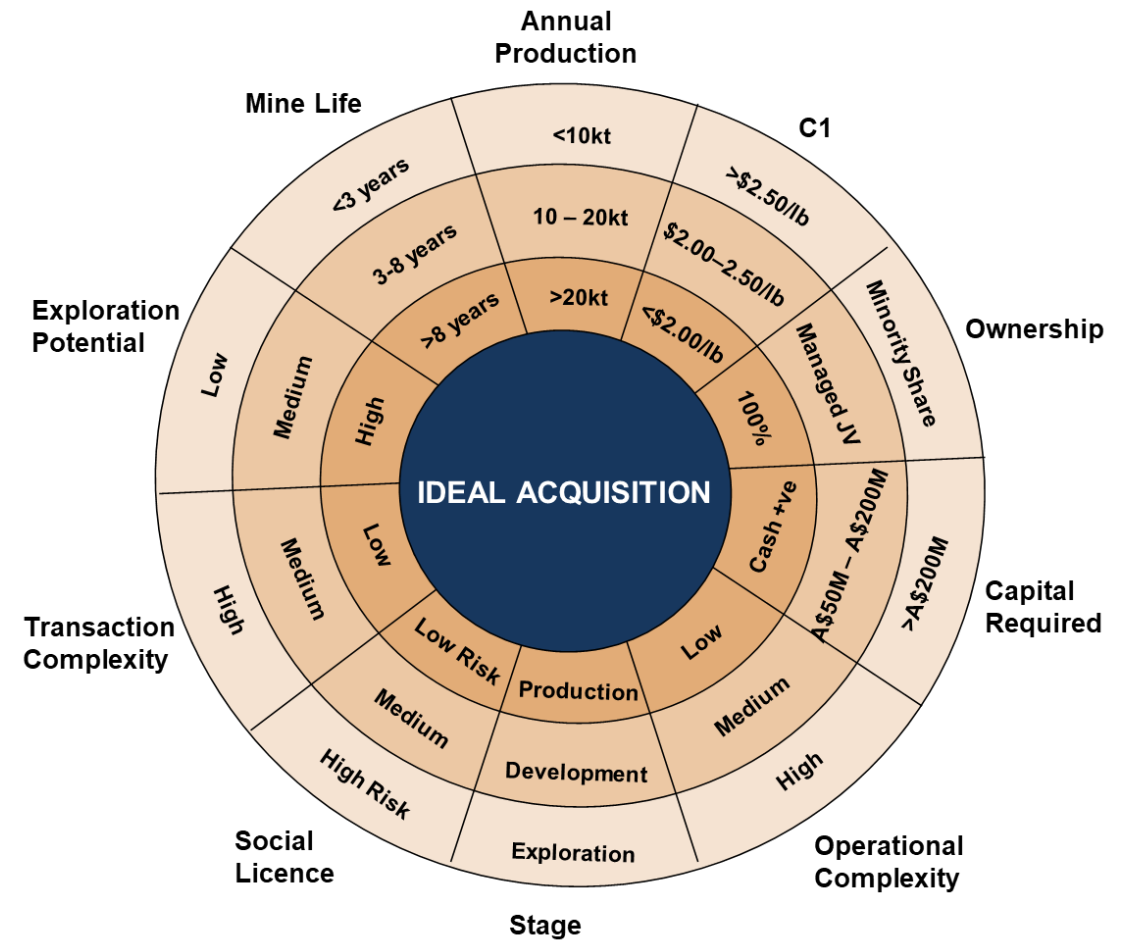 Annual
Production
<10kt
10 – 20kt
>20kt
C1
>$2.50/lb
$2.00–2.50/lb
<$2.00/lb
Ownership
Minority Share
Managed JV
100%
Capital
Required
>A$200M
A$50M – A$200M
Cash +ve
Operational
Complexity
High
Medium
Low
Stage
Exploration
Development
Production
Social
Licence
High Risk
Medium
Low Risk
Transaction
Complexity
High
Medium
Low
Exploration
Potential
Low
Medium
High
Mine Life
<3 years
3-8 years
>8 years
IDEAL ACQUISITION